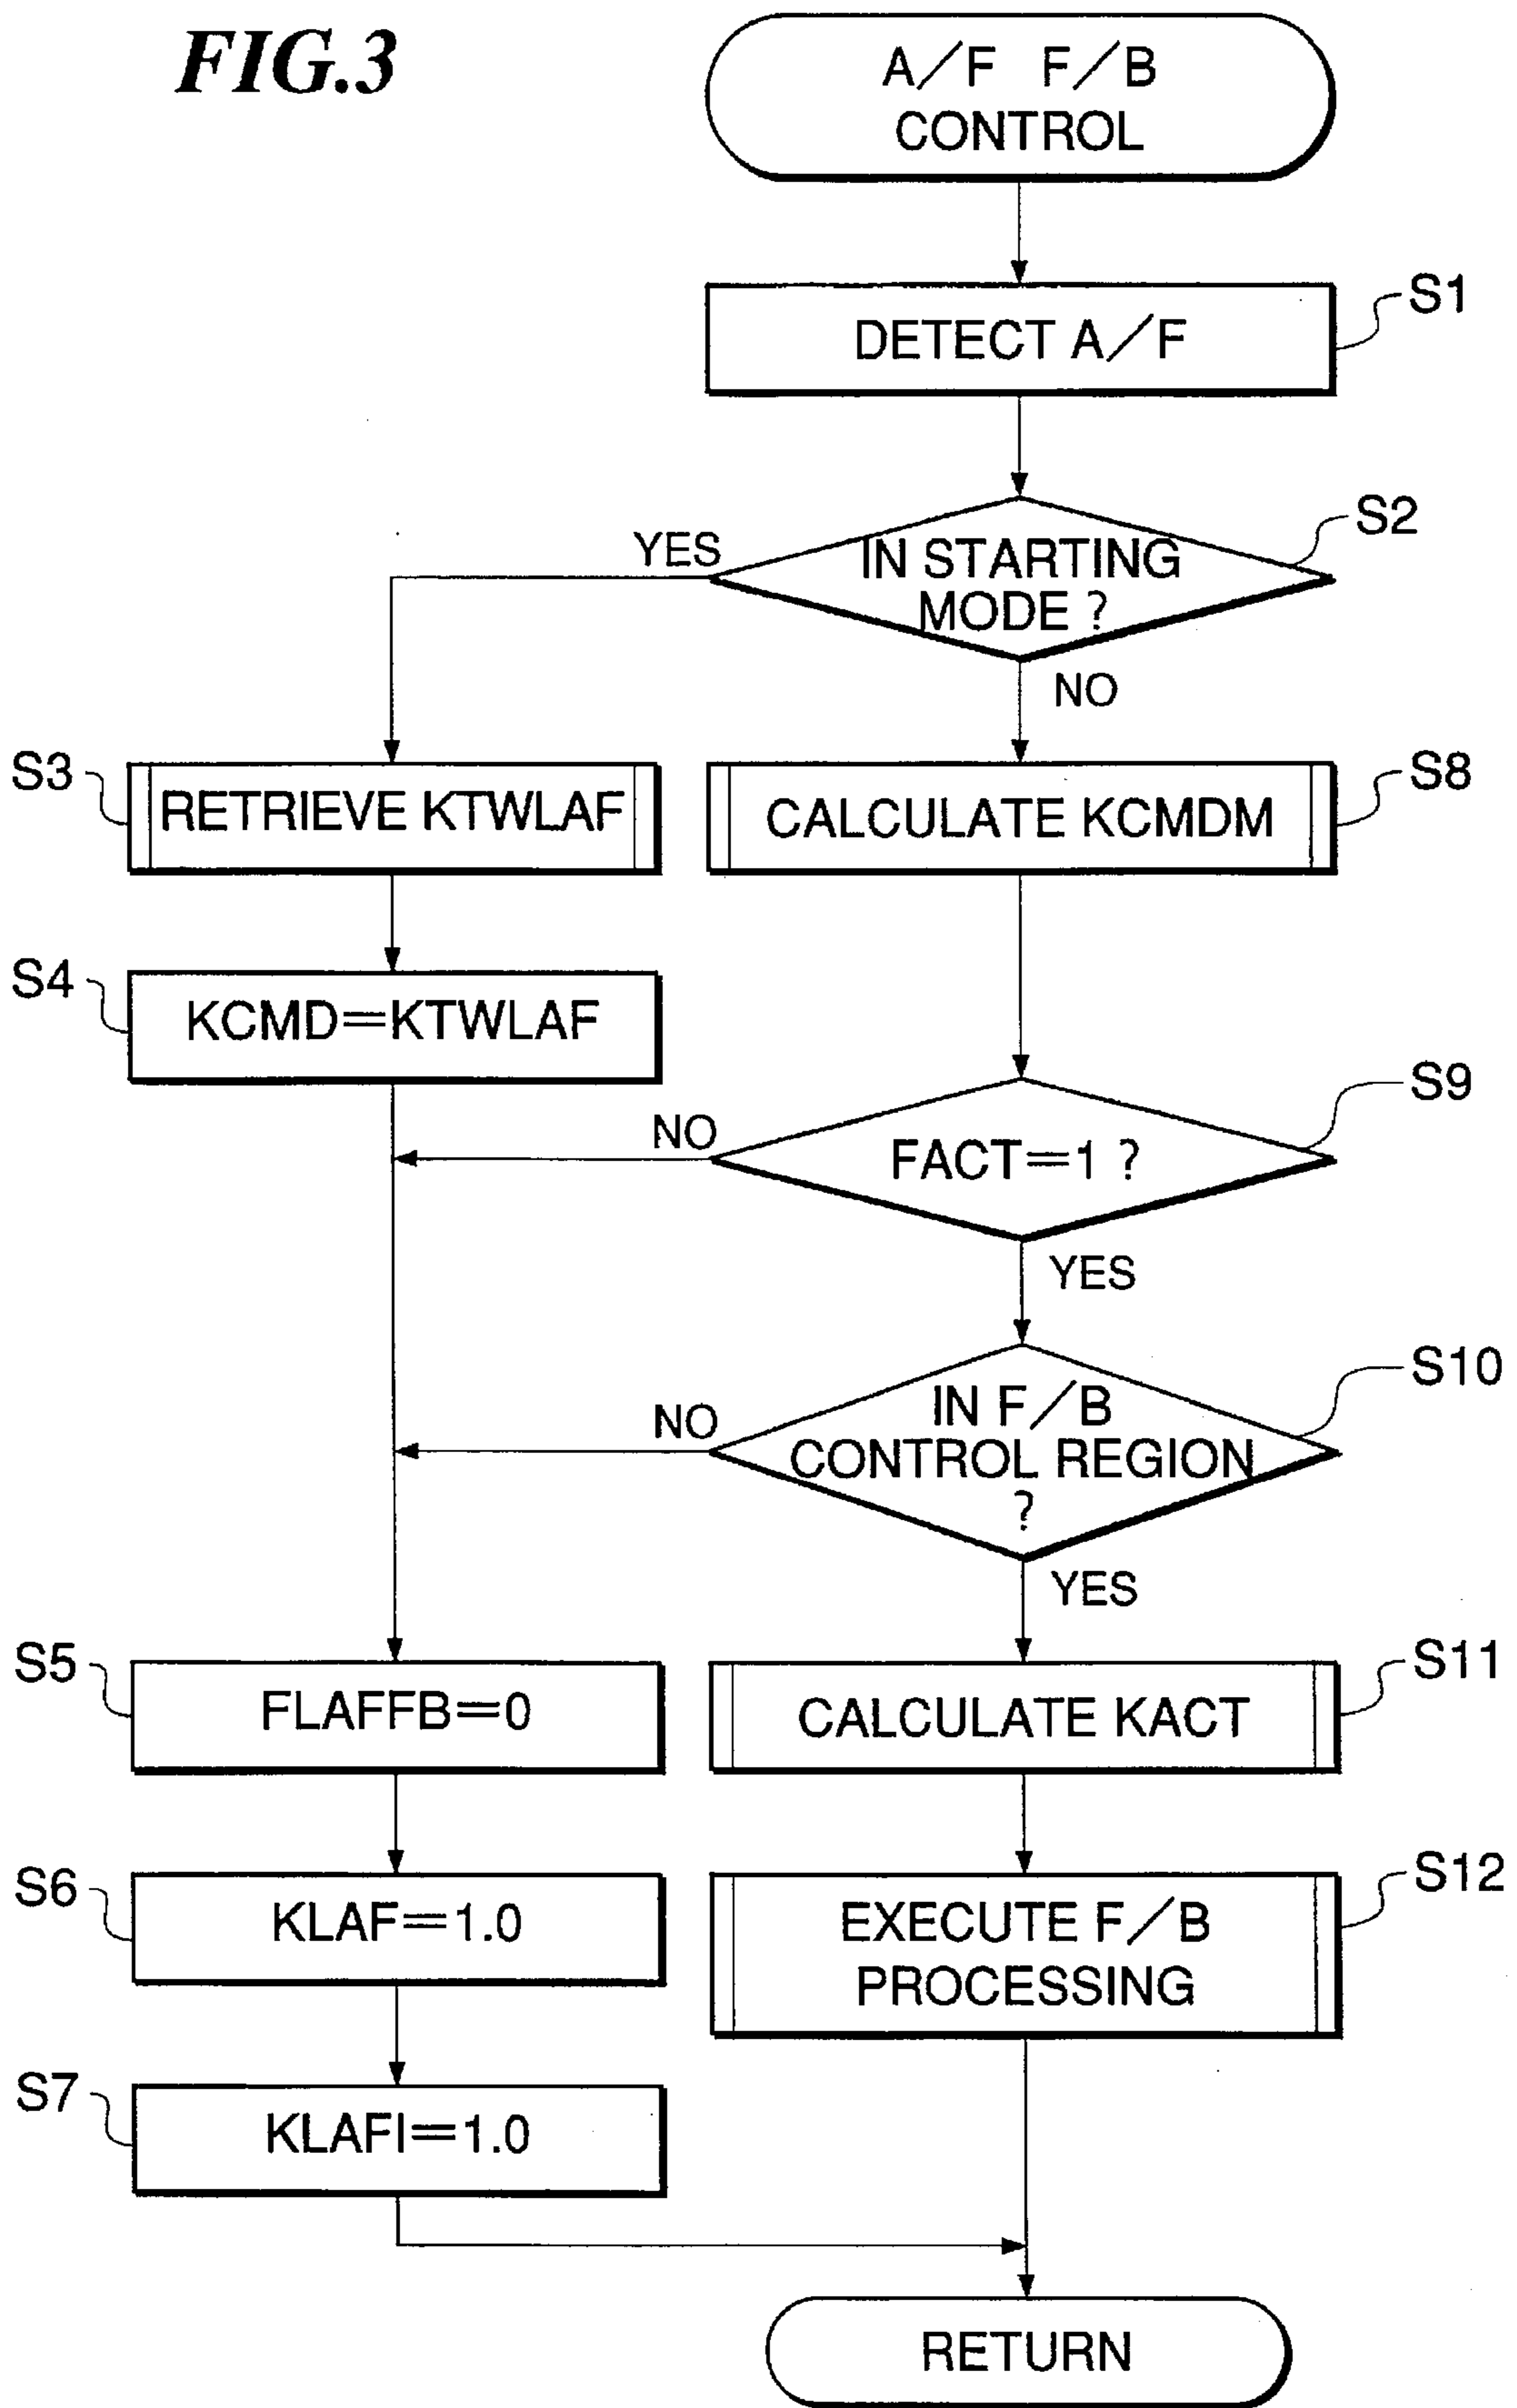 FIG.3
A/F F/B
CONTROL
DETECT A/F
S1
IN STARTING
MODE ?
S2
YES
NO
S3
RETRIEVE KTWLAF
CALCULATE KCMDM
S8
S4
KCMD=KTWLAF
FACT=1 ?
S9
NO
YES
IN F/B
CONTROL REGION
?
S10
NO
YES
S5
FLAFFB=0
CALCULATE KACT
S11
S6
KLAF=1.0
EXECUTE F/B
PROCESSING
S12
S7
KLAFI=1.0
RETURN